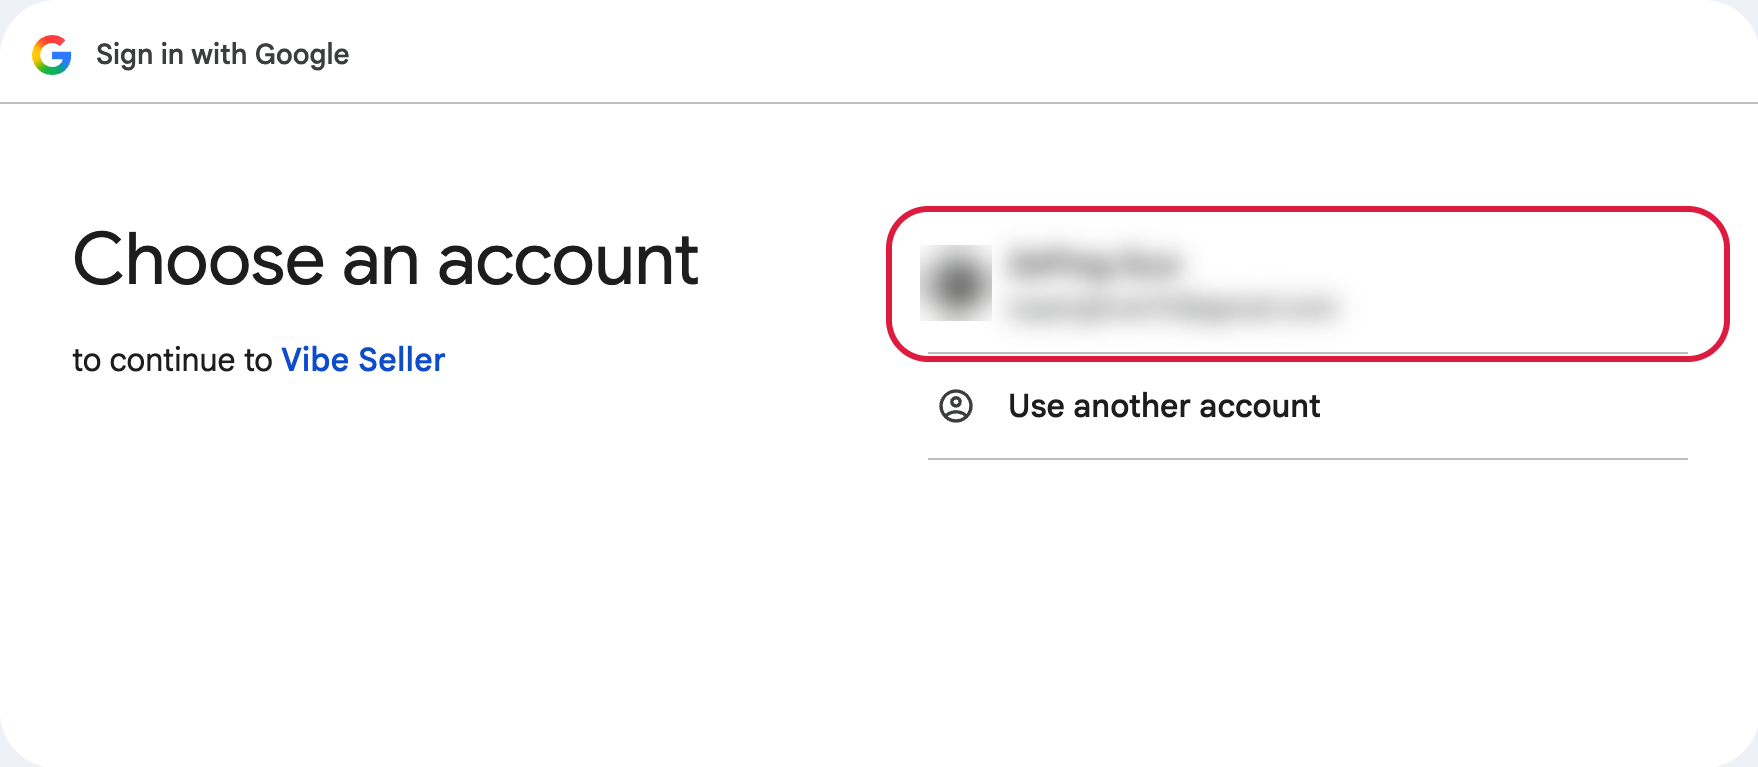 Sign in with Google
Choose an account
to continue to Vibe Seller
Use another account